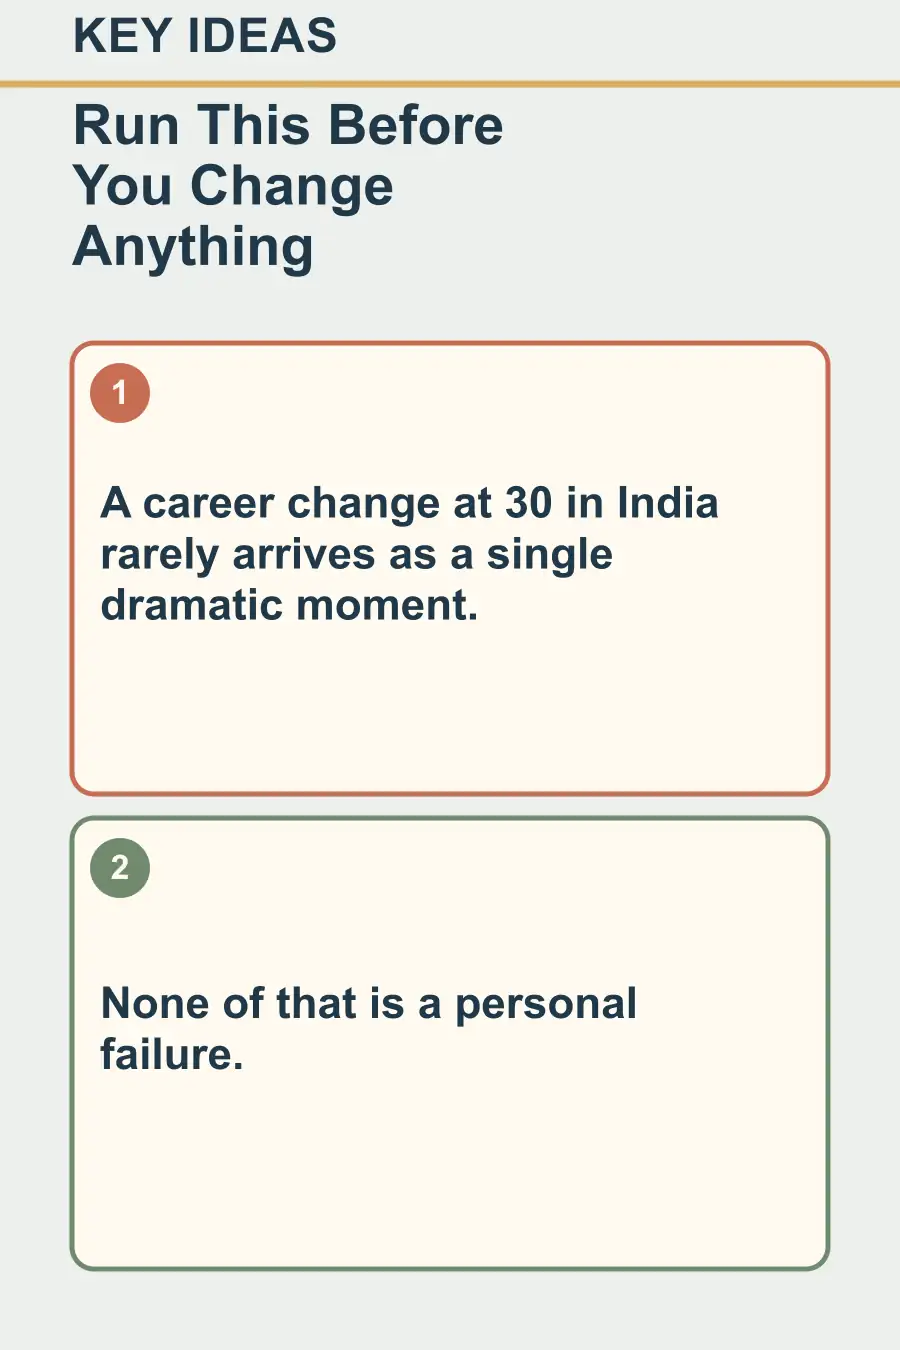 KEY IDEAS
Run This Before
You Change
Anything
1
A career change at 30 in India
rarely arrives as a single
dramatic moment.
2
None of that is a personal
failure.